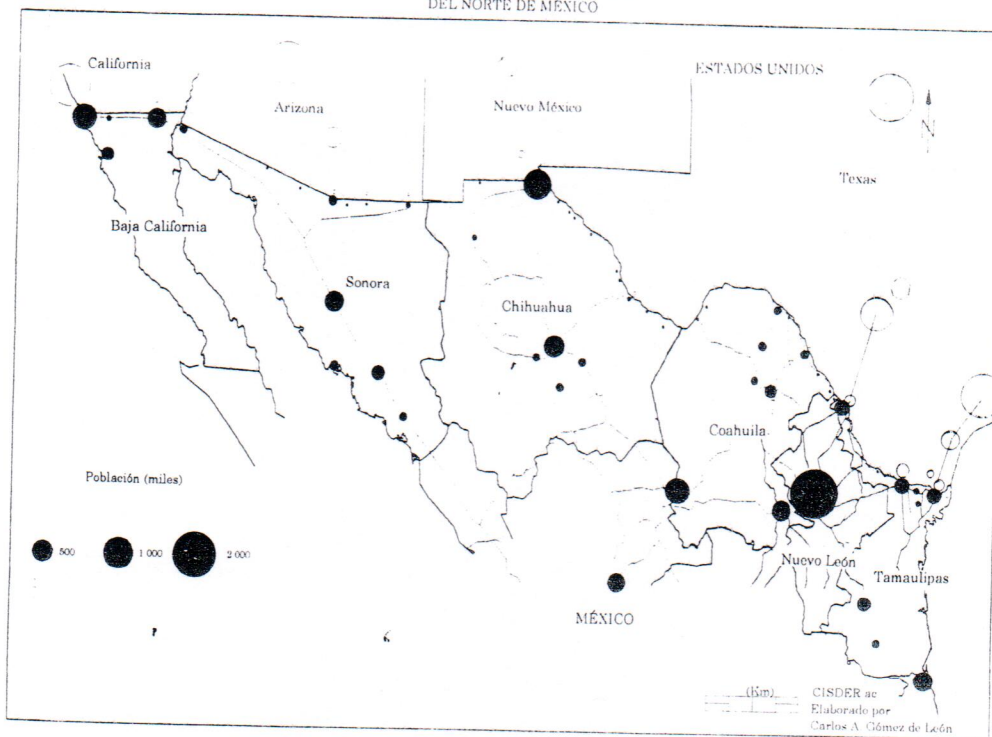 DEL NORTE DE MÉXICO
California
ESTADOS UNIDOS
Arizona
Nuevo México
N
Texas
Baja California
Sonora
Chihuahua
Coahuila
Población (miles)
500
1 000
2 000
Nuevo León
Tamaulipas
MÉXICO
(Km)
CISDER ac
Elaborado por
Carlos A. Gómez de León